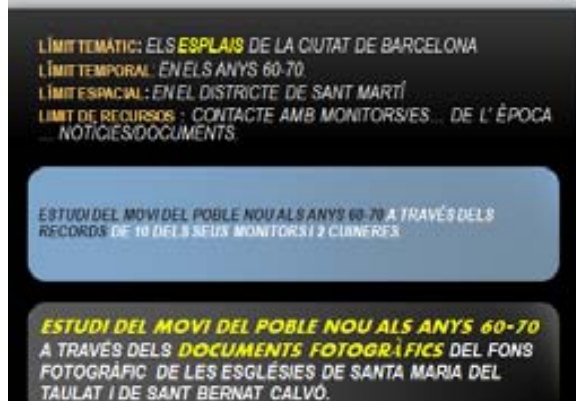 LÍMIT TEMÀTIC: ELS ESPLAIS DE LA CIUTAT DE BARCELONA
LÍMIT TEMPORAL: EN ELS ANYS 60-70.
LÍMIT ESPACIAL: EN EL DISTRICTE DE SANT MARTÍ
LIMIT DE RECURSOS : CONTACTE AMB MONITORS/ES... DE L' ÈPOCA
... NOTÍCIES/DOCUMENTS.
ESTUDI DEL MOVI DEL POBLE NOU ALS ANYS 60-70 A TRAVÉS DELS
RECORDS DE 10 DELS SEUS MONITORS I 2 CUINERES.
ESTUDI DEL MOVI DEL POBLE NOU ALS ANYS 60-70
A TRAVÉS DELS DOCUMENTS FOTOGRÀFICS DEL FONS
FOTOGRÀFIC DE LES ESGLÉSIES DE SANTA MARIA DEL
TAULAT I DE SANT BERNAT CALVÓ.